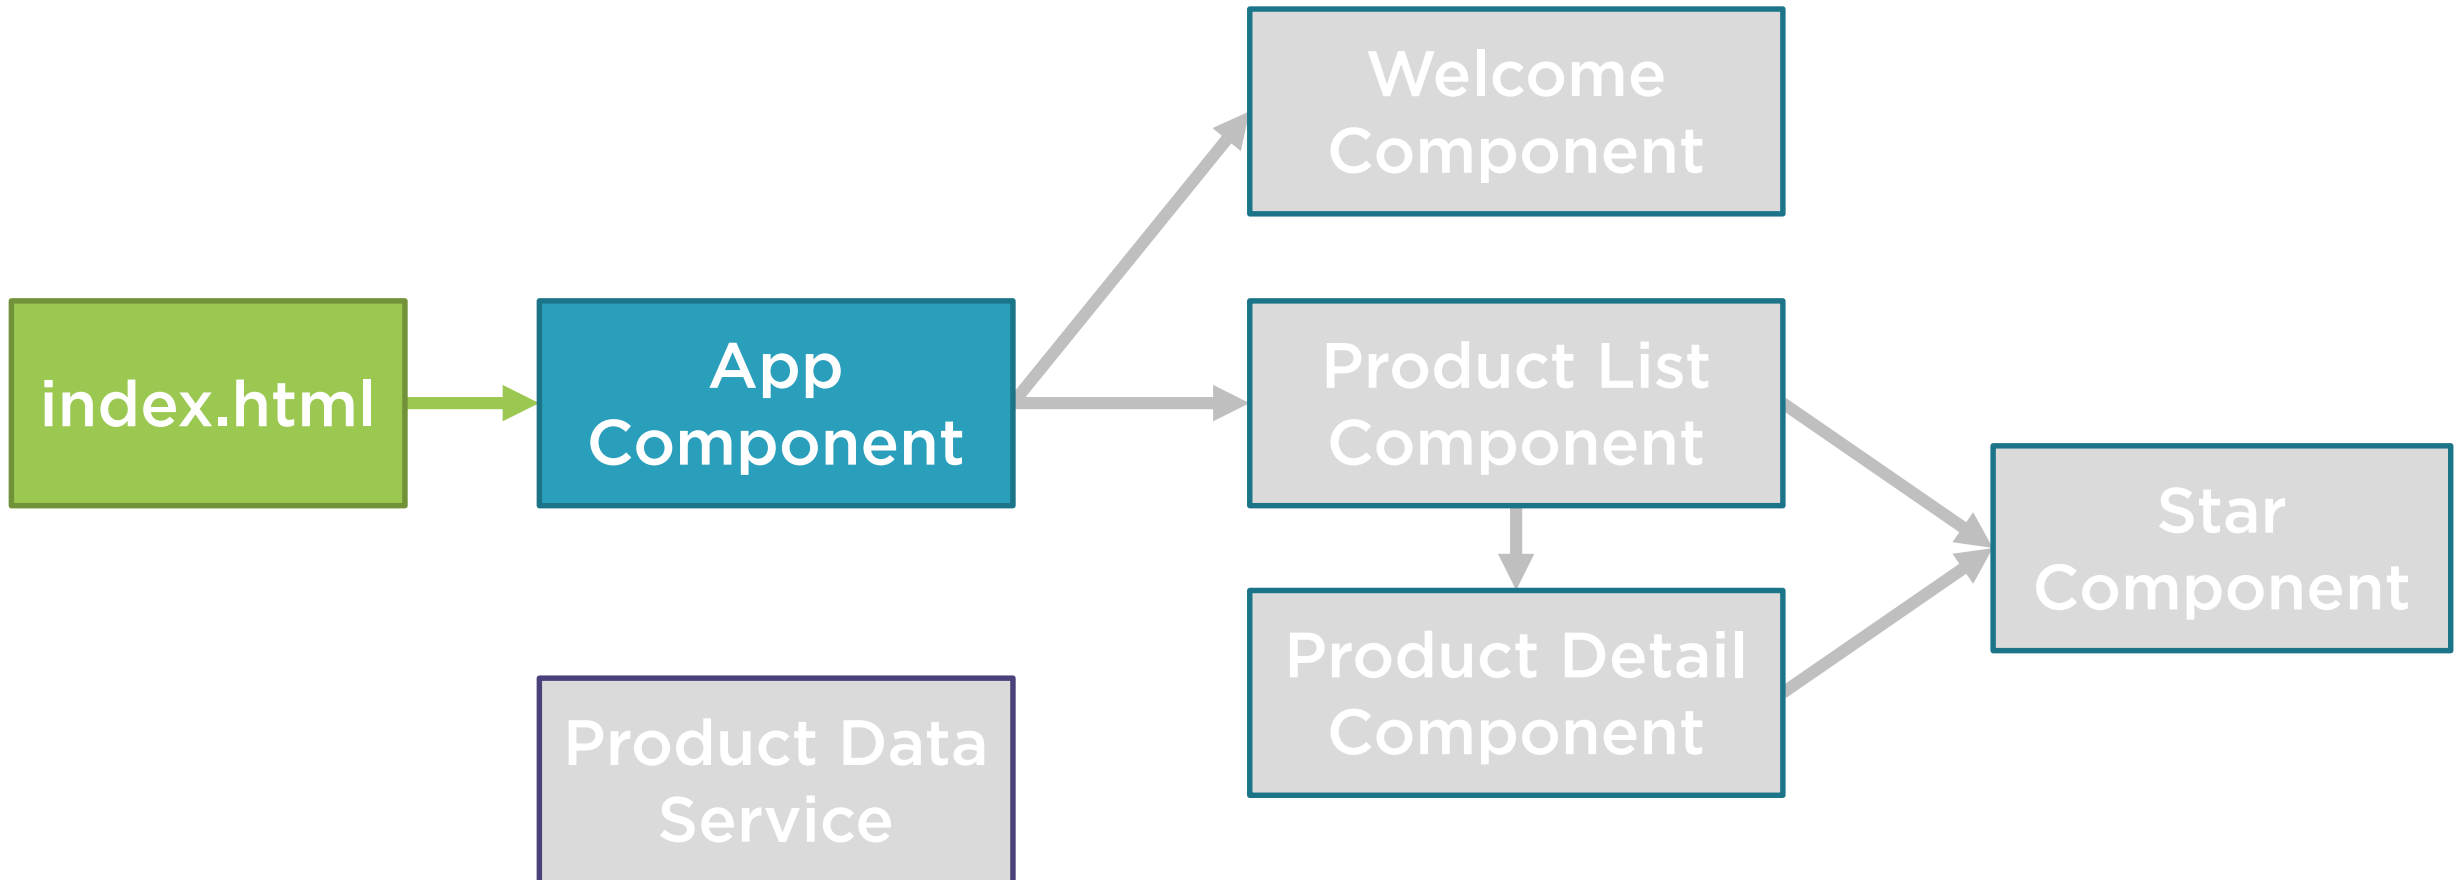 Welcome
Component
index.html
App
Component
Product List
Component
Star
Component
Product Detail
Component
Product Data
Service